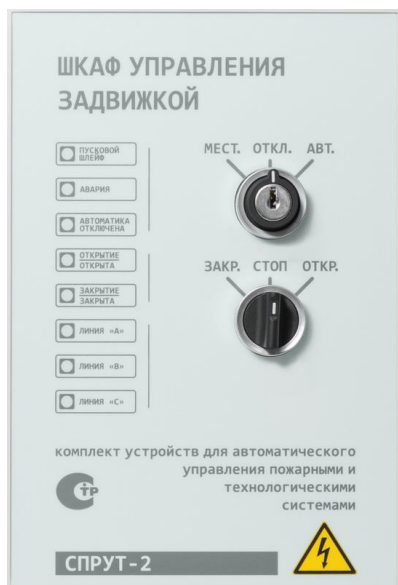 ШКАФ УПРАВЛЕНИЯ
ЗАДВИЖКОЙ
ПУСКОВОЙ
ШЛЕЙФ
АВАРИЯ
АВТОМАТИКА
ОТКЛЮЧЕНА
ОТКРЫТИЕ
ОТКРЫТА
ЗАКРЫТИЕ
ЗАКРЫТА
ЛИНИЯ «А»
ЛИНИЯ «В»
ЛИНИЯ «С»
МЕСТ. ОТКЛ. АВТ.
ЗАКР. СТОП ОТКР.
комплект устройств для автоматического
управления пожарными и
технологическими
системами
СТР
СПРУТ-2